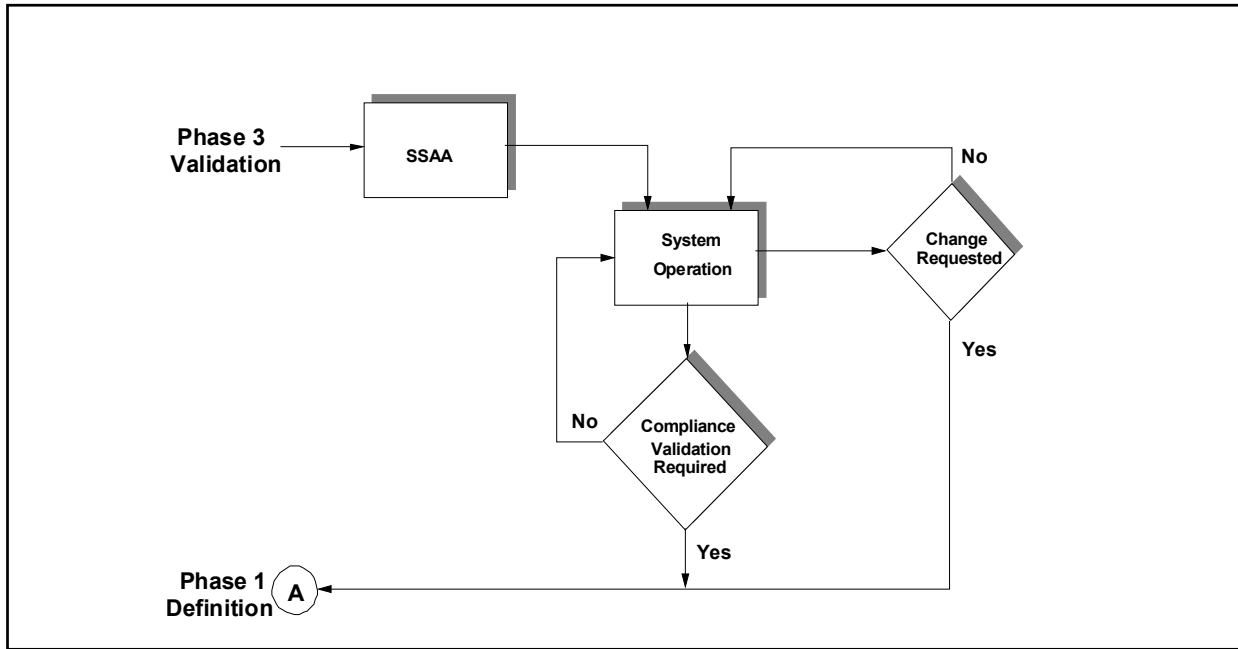 Phase 3
Validation
SSAA
No
System
Operation
Change
Requested
Yes
No
Compliance
Validation
Required
Yes
Phase 1
Definition
A